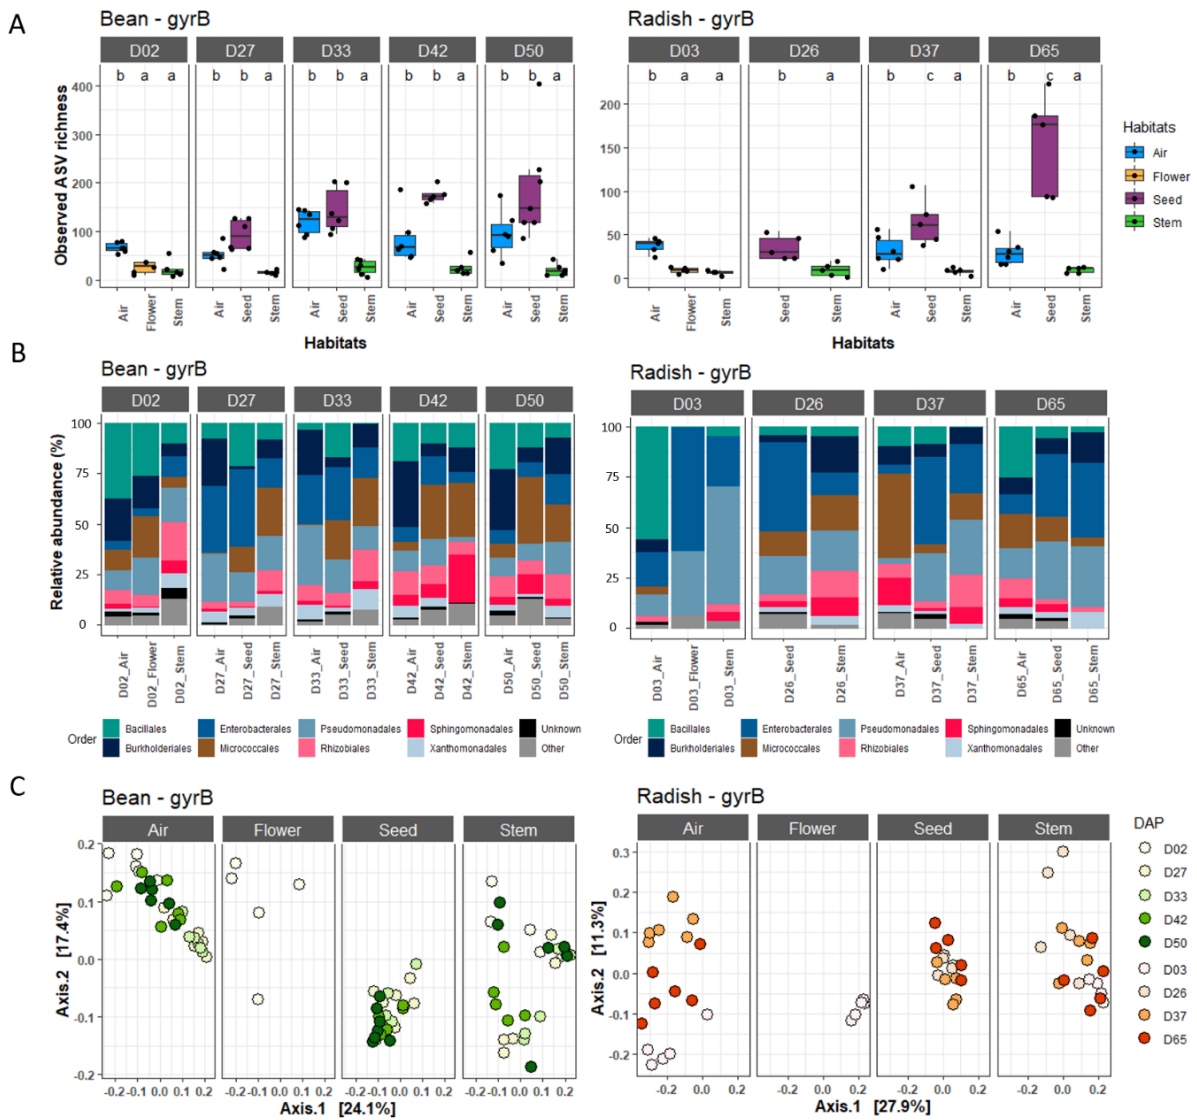 A
Bean - gyrB
D02 D27 D33 D42 D50
b a a b b a b b a b b a b b a
Observed ASV richness
400
300
200
100
0
Air Flower Stem Air Seed Stem Air Seed Stem Air Seed Stem Air Seed Stem
Habitats
Radish - gyrB
D03 D26 D37 D65
b a a b a b c a b c a
200
150
100
50
0
Air Flower Stem Seed Stem Air Seed Stem Air Seed Stem
Habitats
Habitats
Air
Flower
Seed
Stem
B
Bean - gyrB
D02 D27 D33 D42 D50
Relative abundance (%)
100
75
50
25
0
D02_Air D02_Flower D02_Stem D27_Air D27_Seed D27_Stem D33_Air D33_Seed D33_Stem D42_Air D42_Seed D42_Stem D50_Air D50_Seed D50_Stem
Order
Bacillales Enterobacterales Pseudomonadales Sphingomonadales Unknown
Burkholderiales Micrococcales Rhizobiales Xanthomonadales Other
Radish - gyrB
D03 D26 D37 D65
100
75
50
25
0
D03_Air D03_Flower D03_Stem D26_Seed D26_Stem D37_Air D37_Seed D37_Stem D65_Air D65_Seed D65_Stem
Order
Bacillales Enterobacterales Pseudomonadales Sphingomonadales Unknown
Burkholderiales Micrococcales Rhizobiales Xanthomonadales Other
C
Bean - gyrB
Air Flower Seed Stem
Axis.2 [17.4%]
0.2
0.1
0.0
-0.1
-0.2
-0.2 -0.1 0.0 0.1 0.2 -0.2 -0.1 0.0 0.1 0.2 -0.2 -0.1 0.0 0.1 0.2 -0.2 -0.1 0.0 0.1 0.2
Axis.1 [24.1%]
Radish - gyrB
Air Flower Seed Stem
Axis.2 [11.3%]
0.3
0.2
0.1
0.0
-0.1
-0.2
-0.2 0.0 0.2 -0.2 0.0 0.2 -0.2 0.0 0.2 -0.2 0.0 0.2
Axis.1 [27.9%]
DAP
D02
D27
D33
D42
D50
D03
D26
D37
D65